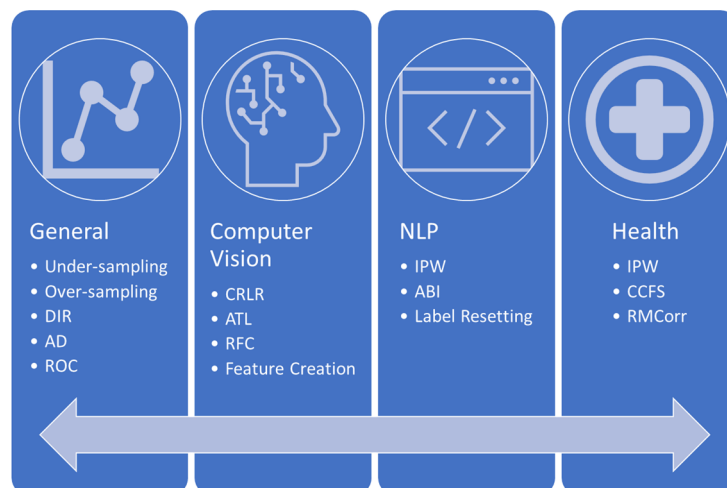 General
• Under-sampling
• Over-sampling
• DIR
• AD
• ROC
Computer
Vision
• CRLR
• ATL
• RFC
• Feature Creation
NLP
• IPW
• ABI
• Label Resetting
Health
• IPW
• CCFS
• RMCorr